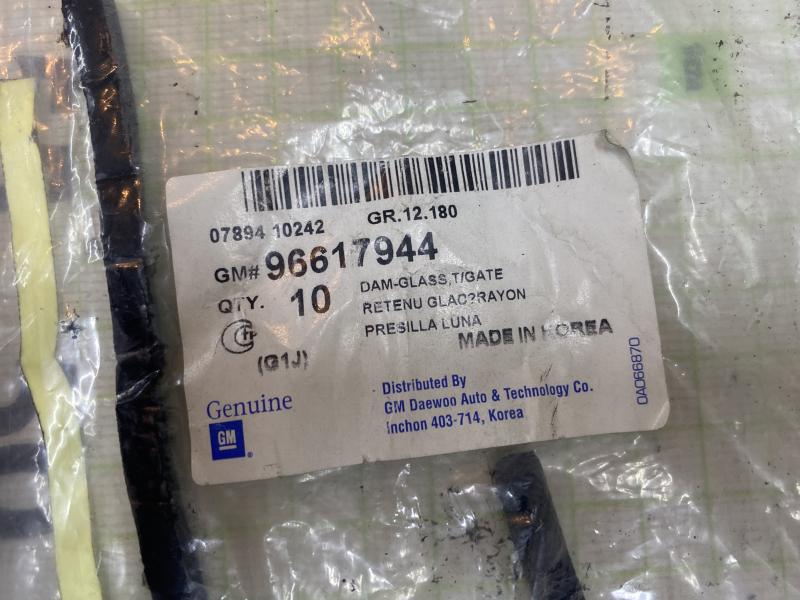 07894 10242 GR.12.180
GM# 96617944
QTY. 10
DAM-GLASS,T/GATE
RETENU GLAC?RAYON
PRESILLA LUNA
MADE IN KOREA
(G1J)
Genuine
GM
Distributed By
GM Daewoo Auto & Technology Co.
Inchon 403-714, Korea
0A066870